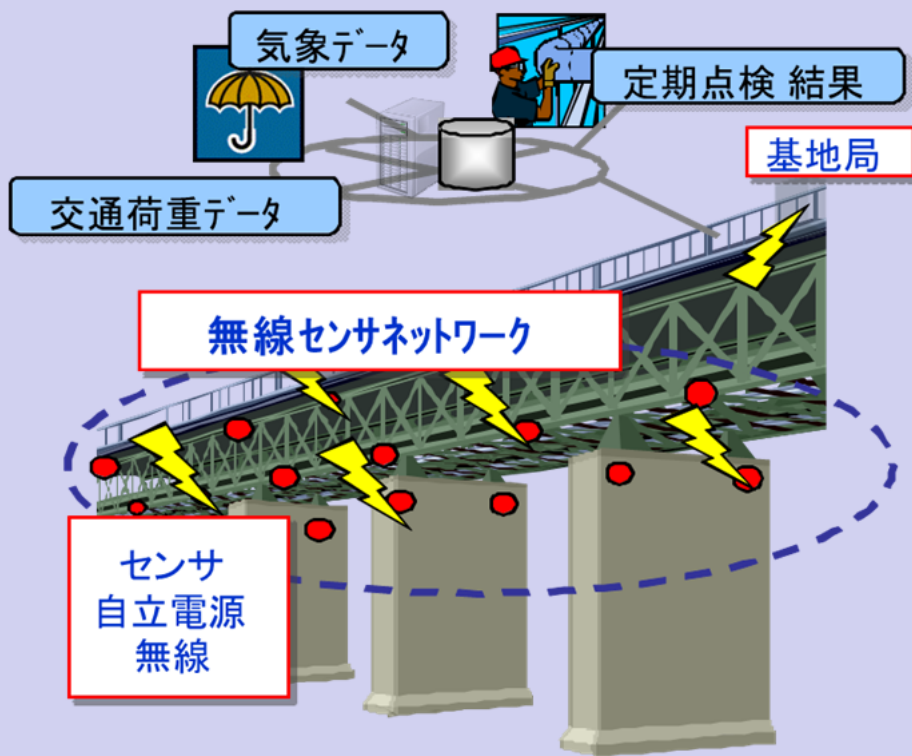 気象データ
定期点検 結果
基地局
交通荷重データ
無線センサネットワーク
センサ
自立電源
無線